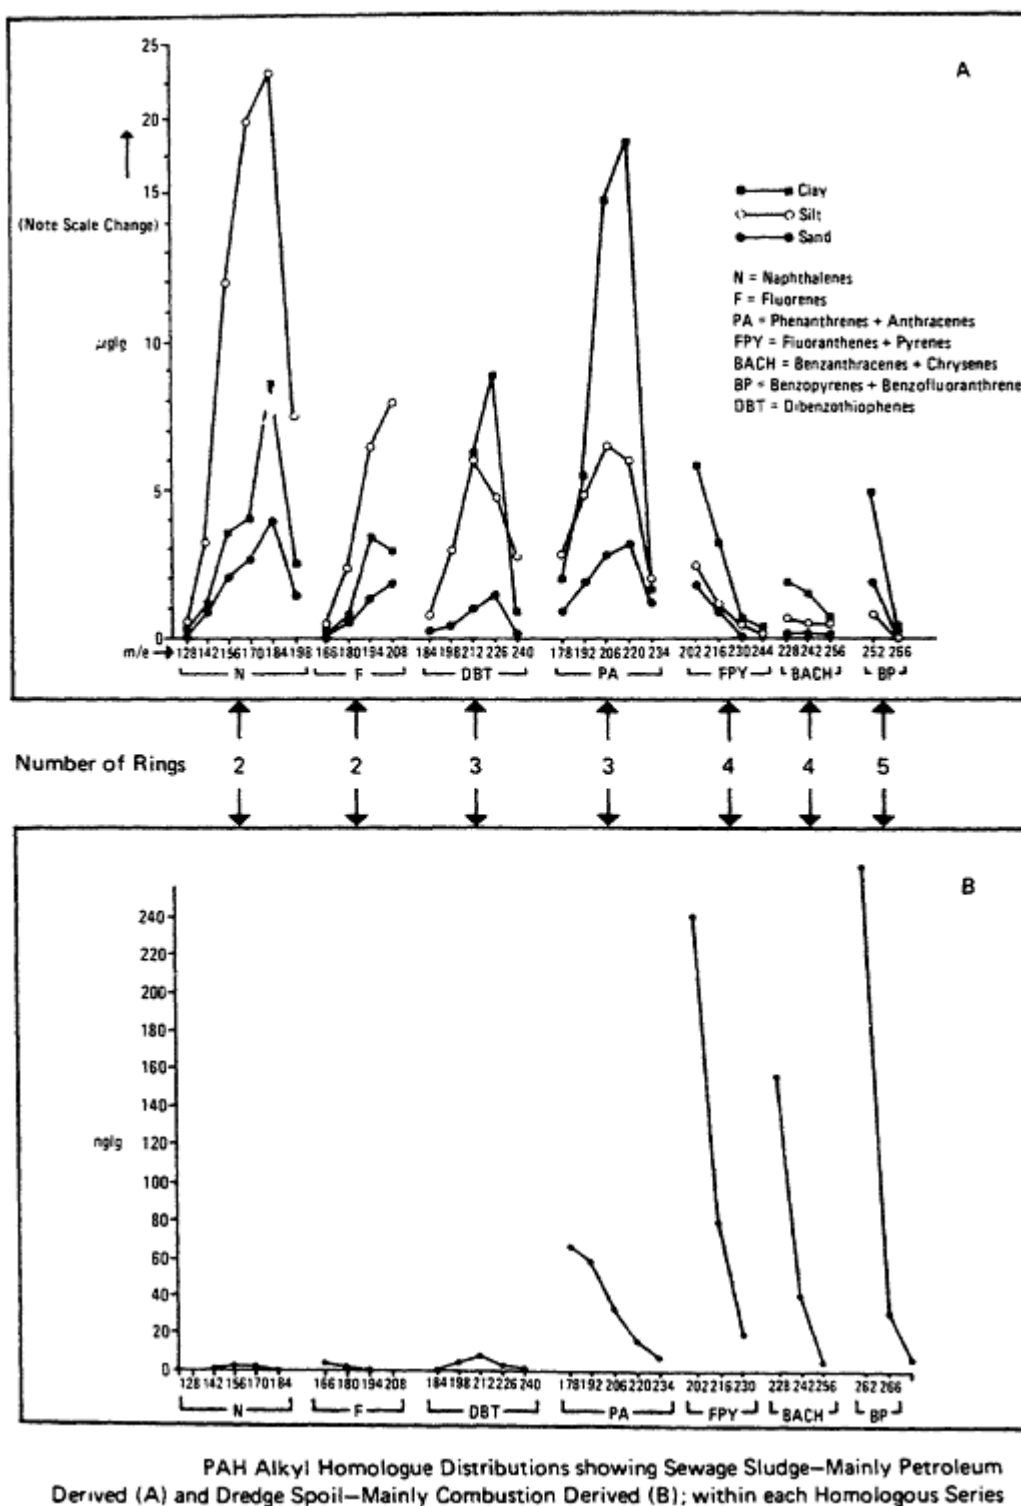 A
25
20
15
(Note Scale Change)
μg/g
10
5
0
Clay
Silt
Sand
N = Naphthalenes
F = Fluorenes
PA = Phenanthrenes + Anthracenes
FPY = Fluoranthenes + Pyrenes
BACH = Benzanthracenes + Chrysenes
BP = Benzopyrenes + Benzofluoranthrene
DBT = Dibenzothiophenes
m/e 128 142 156 170 184 198 166 180 194 208 184 198 212 226 240 178 192 206 220 234 202 216 230 244 228 242 256 252 266
N F DBT PA FPY BACH BP
Number of Rings 2 2 3 3 4 4 5
B
240
220
200
180
160
140
ng/g 120
100
80
60
40
20
0
128 142 156 170 184 166 180 194 208 184 198 212 226 240 178 192 206 220 234 202 216 230 228 242 256 262 266
N F DBT PA FPY BACH BP
PAH Alkyl Homologue Distributions showing Sewage Sludge—Mainly Petroleum
Derived (A) and Dredge Spoil—Mainly Combustion Derived (B); within each Homologous Series